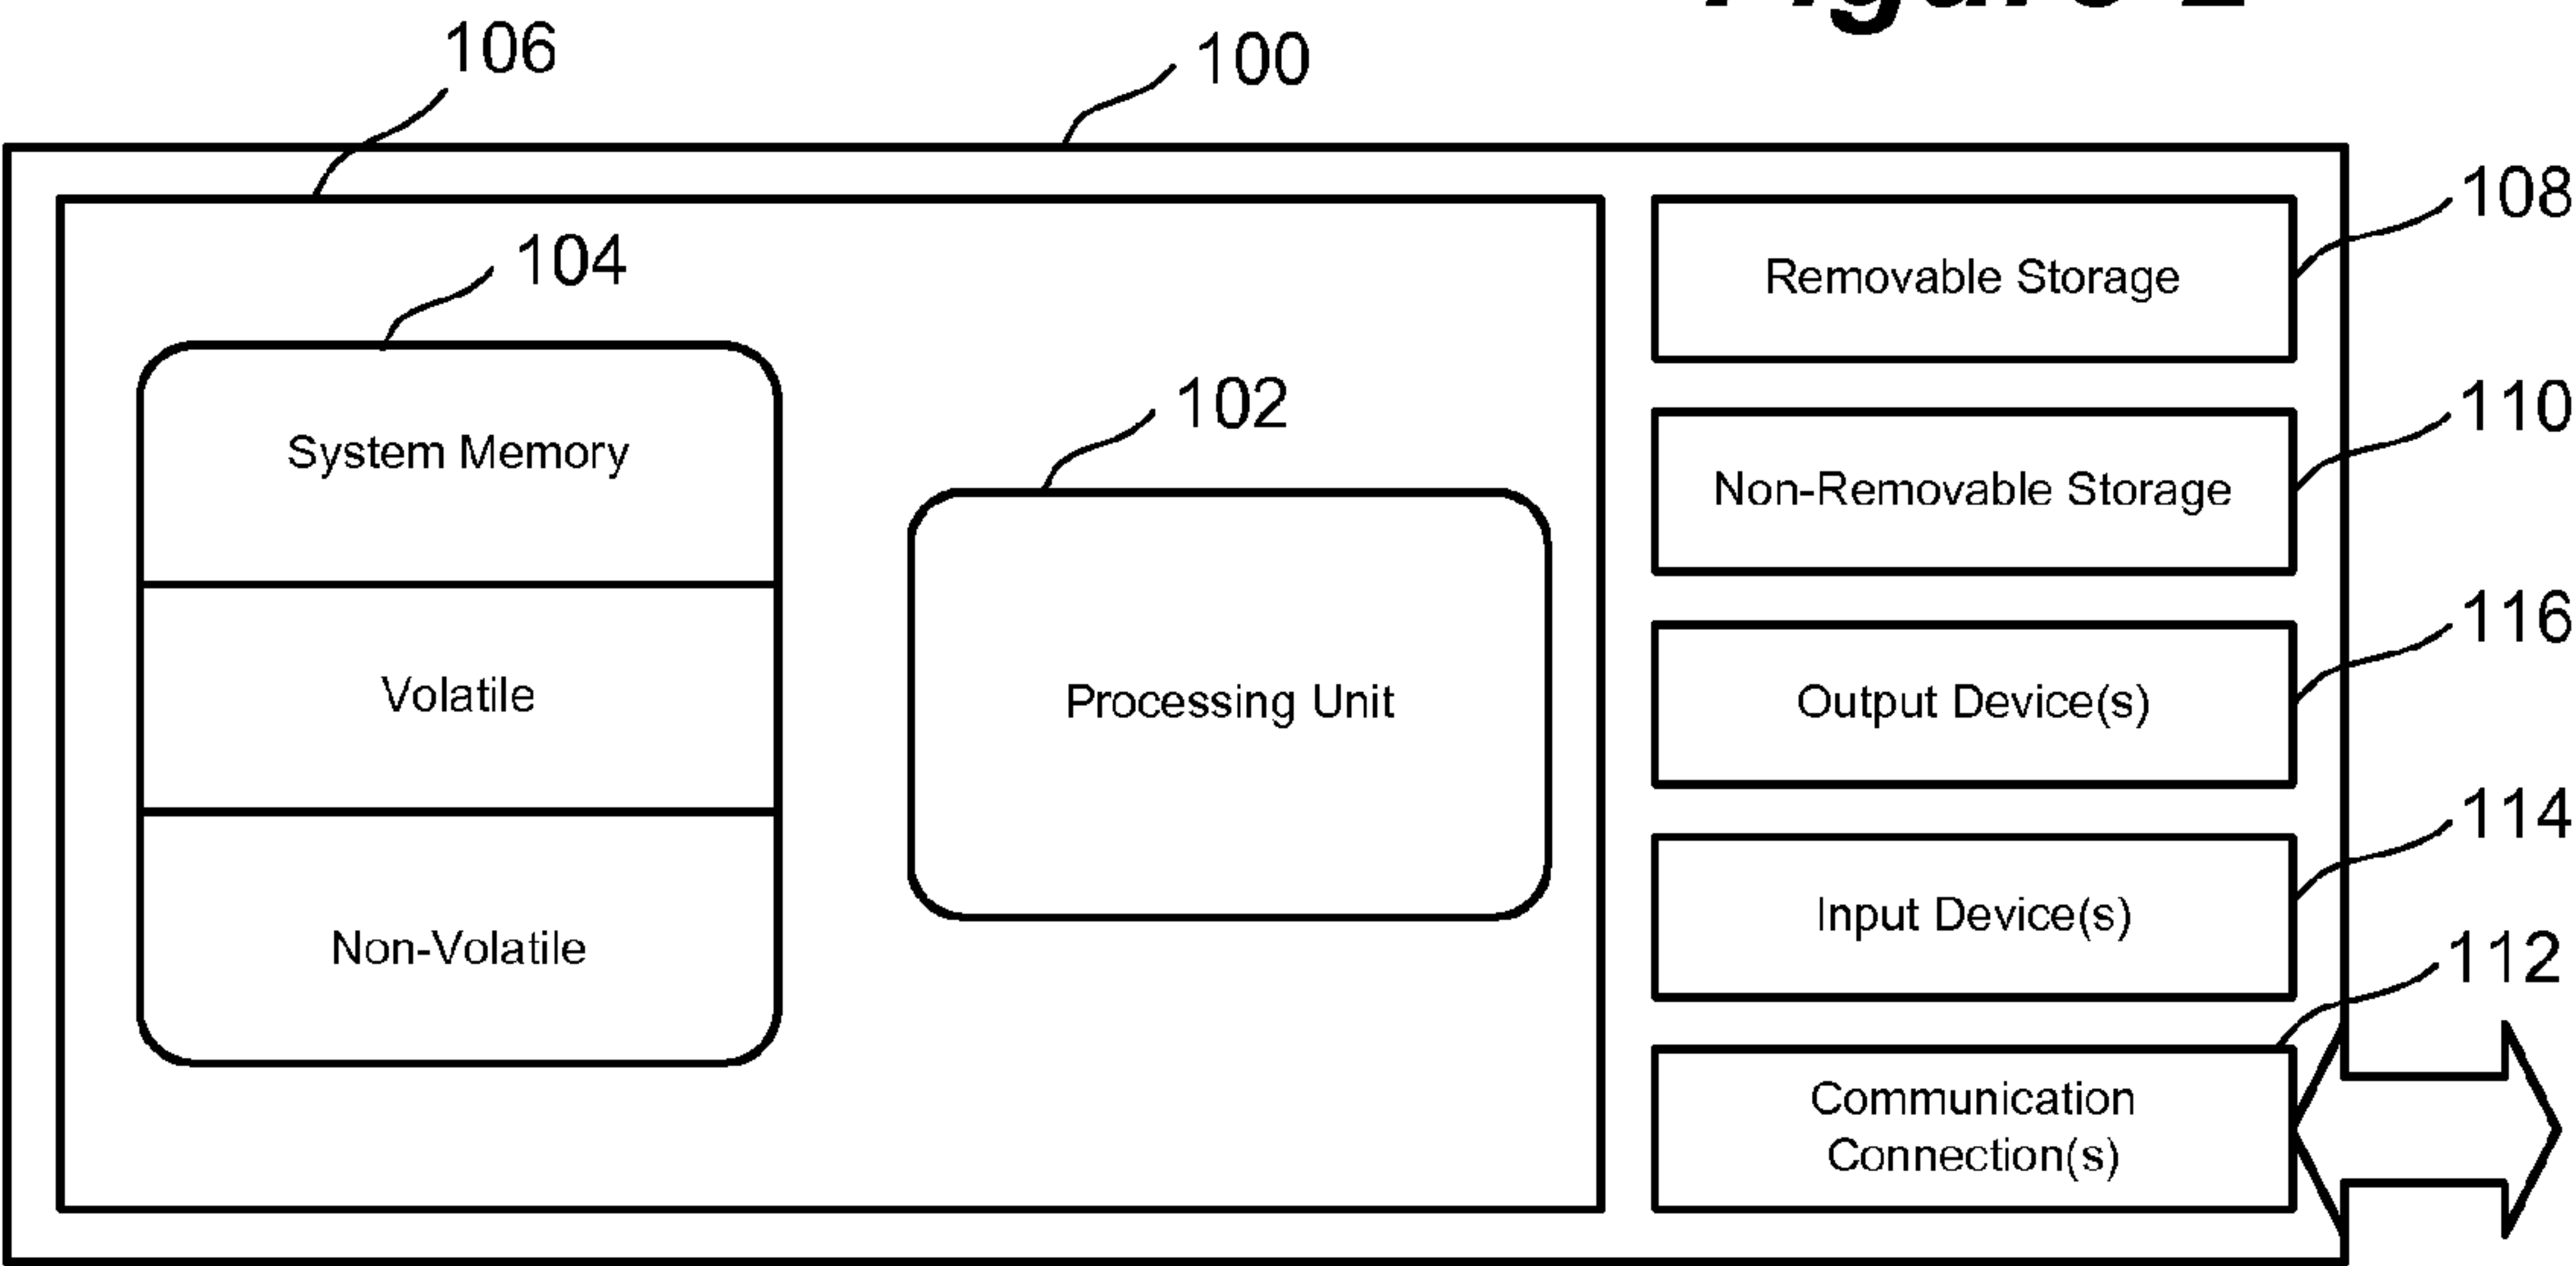 106
100
108
104
Removable Storage
110
102
System Memory
Non-Removable Storage
116
Volatile
Processing Unit
Output Device(s)
114
Input Device(s)
Non-Volatile
112
Communication
Connection(s)